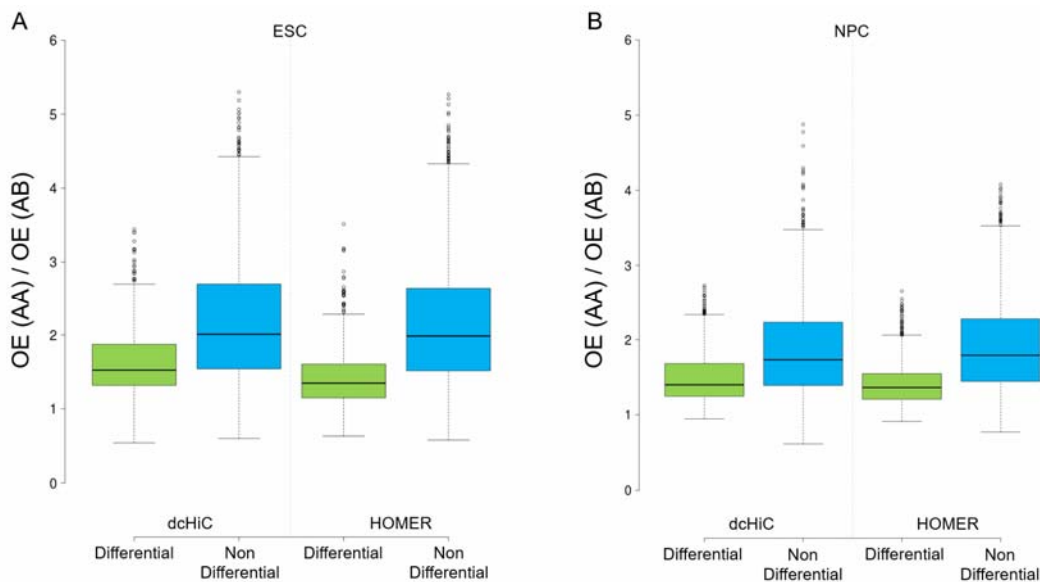 A
ESC
6
5
4
3
2
1
0
OE (AA) / OE (AB)
dcHiC
HOMER
Differential
Non
Differential
Differential
Non
Differential
B
NPC
6
5
4
3
2
1
0
OE (AA) / OE (AB)
dcHiC
HOMER
Differential
Non
Differential
Differential
Non
Differential